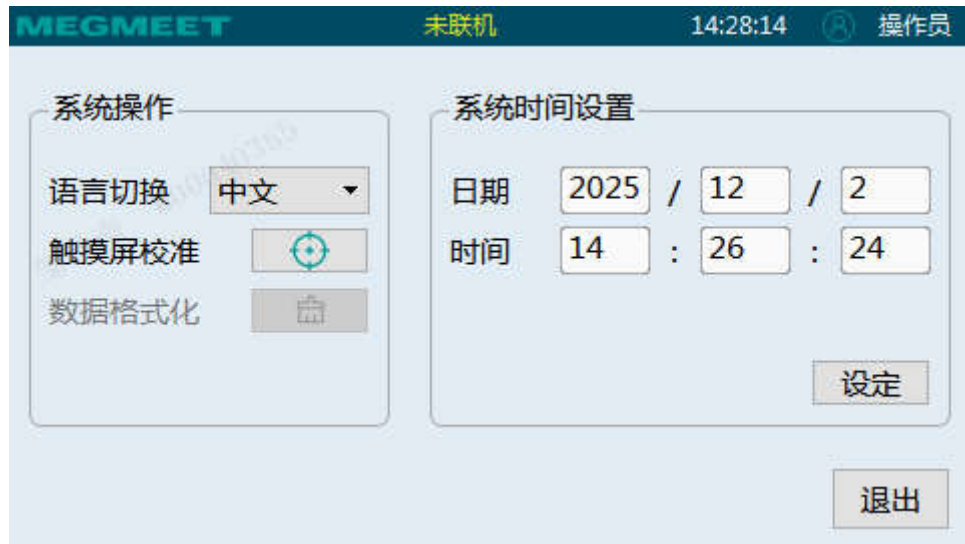 MEGMEET 未联机 14:28:14 操作员
系统操作
语言切换 中文
触摸屏校准
数据格式化
系统时间设置
日期 2025 / 12 / 2
时间 14 : 26 : 24
设定
退出